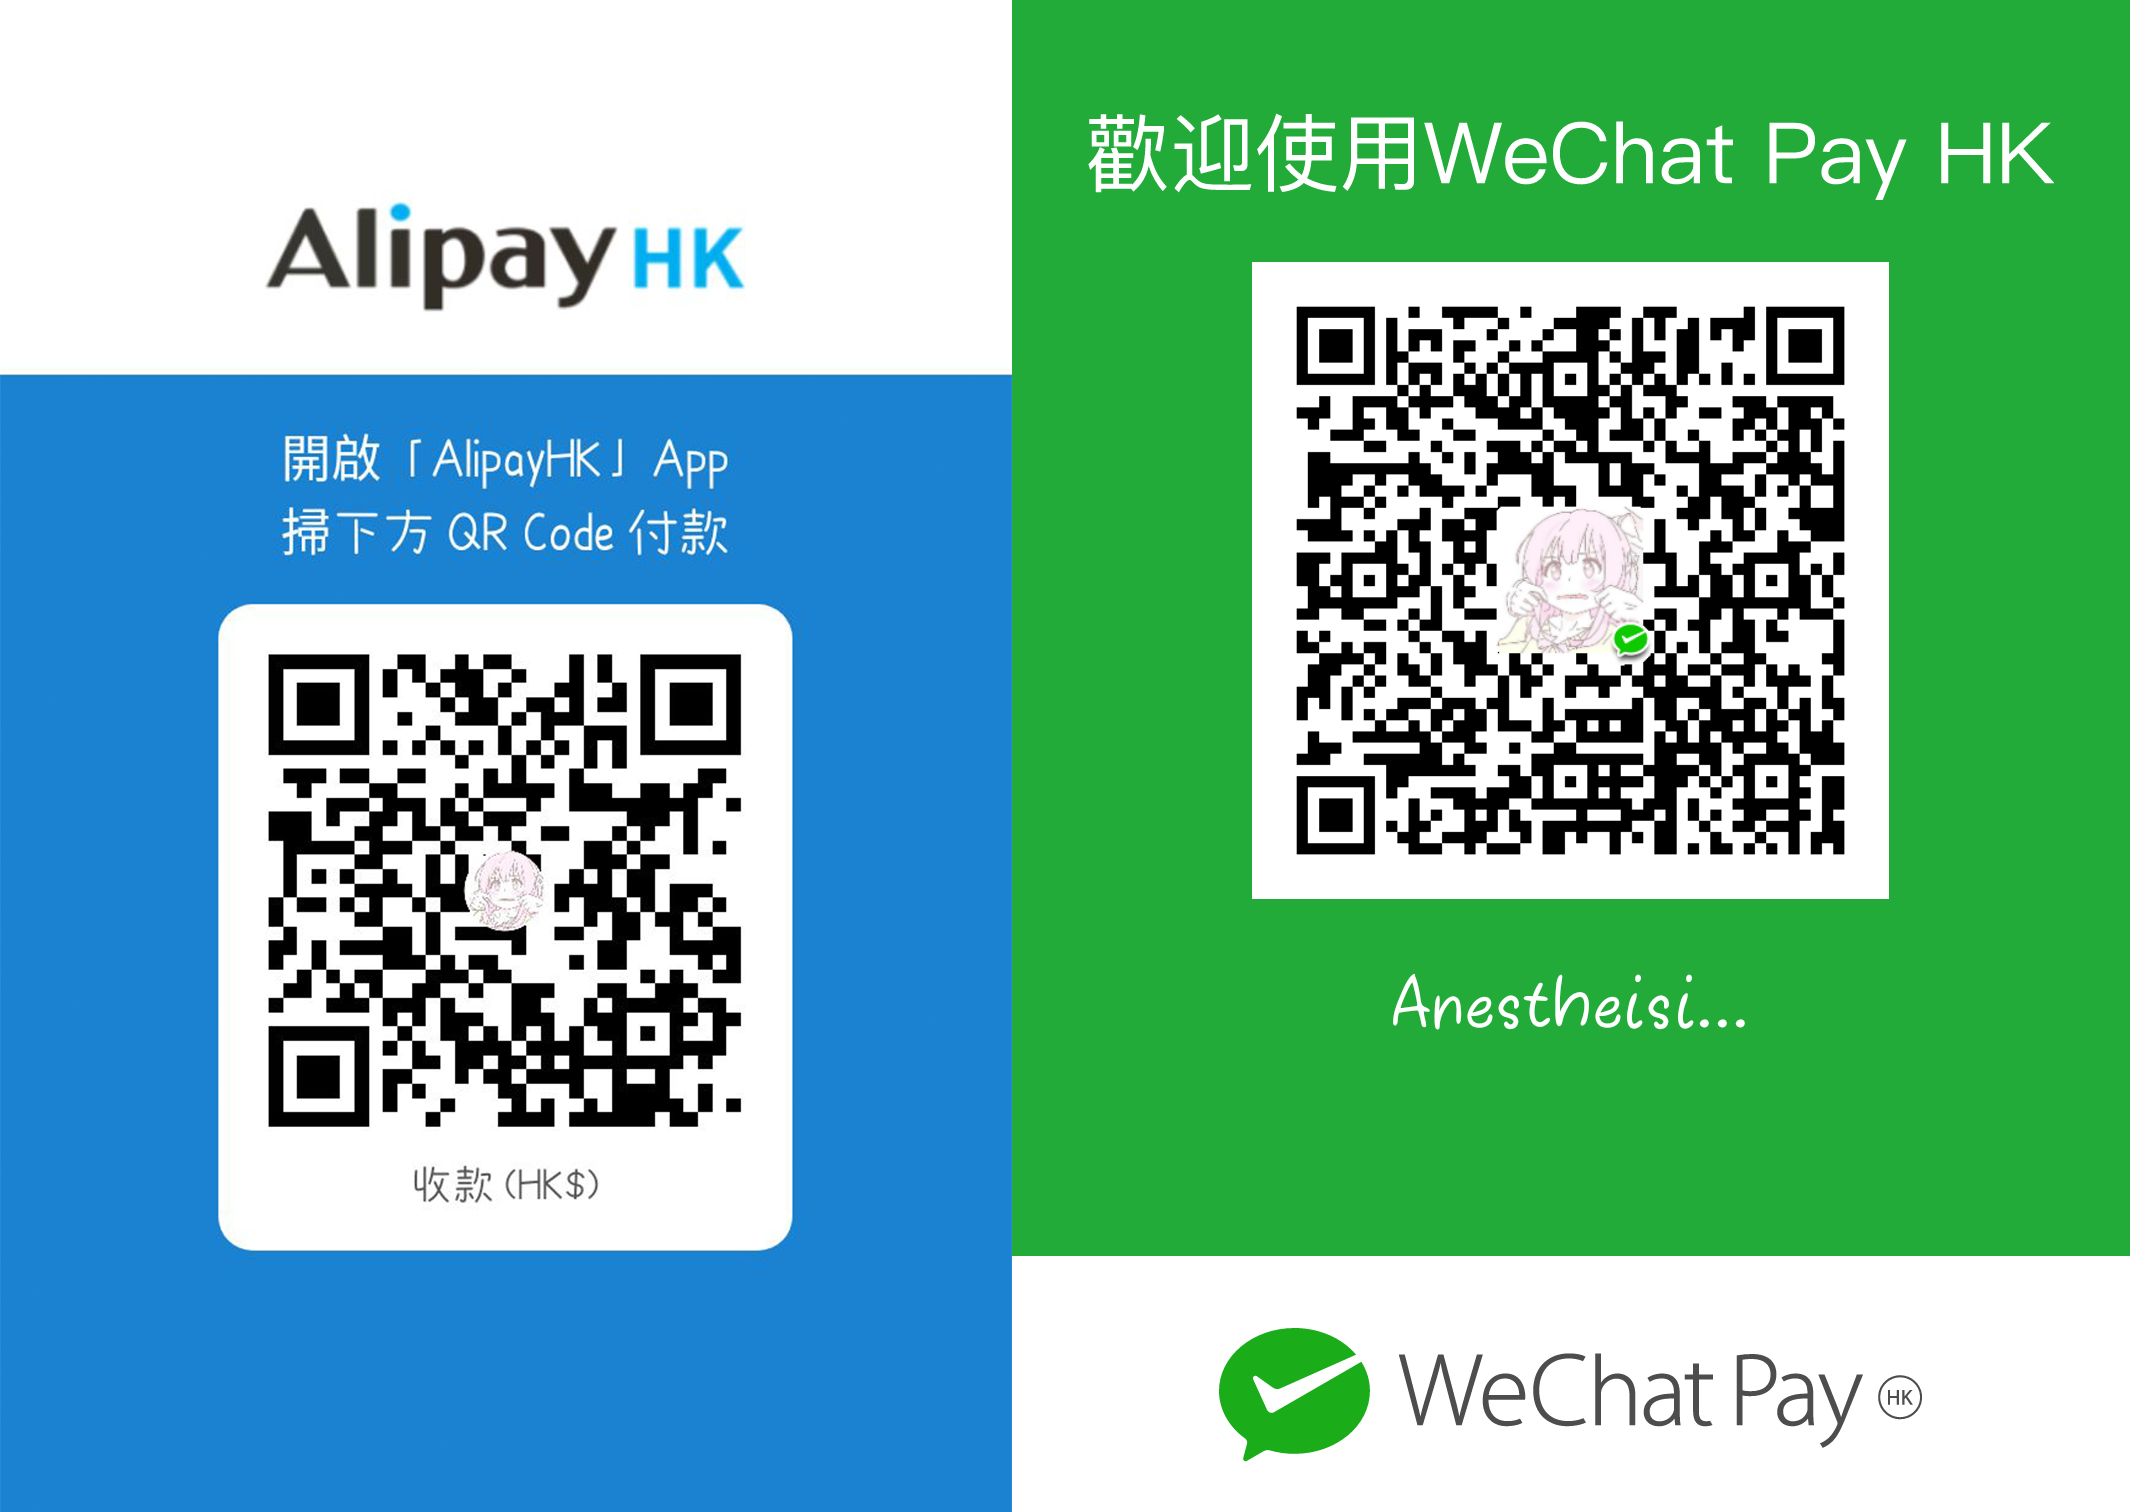 Alipay HK
開啟「AlipayHK」 App
掃下方 QR Code 付款
收款 (HK$)
歡迎使用WeChat Pay HK
Anestheisi...
WeChat Pay HK